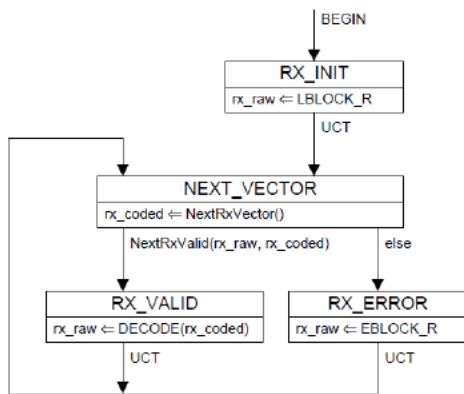 BEGIN
RX_INIT
rx_raw ⇐ LBLOCK_R
UCT
NEXT_VECTOR
rx_coded ⇐ NextRxVector()
NextRxValid(rx_raw, rx_coded)
else
RX_VALID
RX_ERROR
rx_raw ⇐ DECODE(rx_coded)
rx_raw ⇐ EBLOCK_R
UCT
UCT